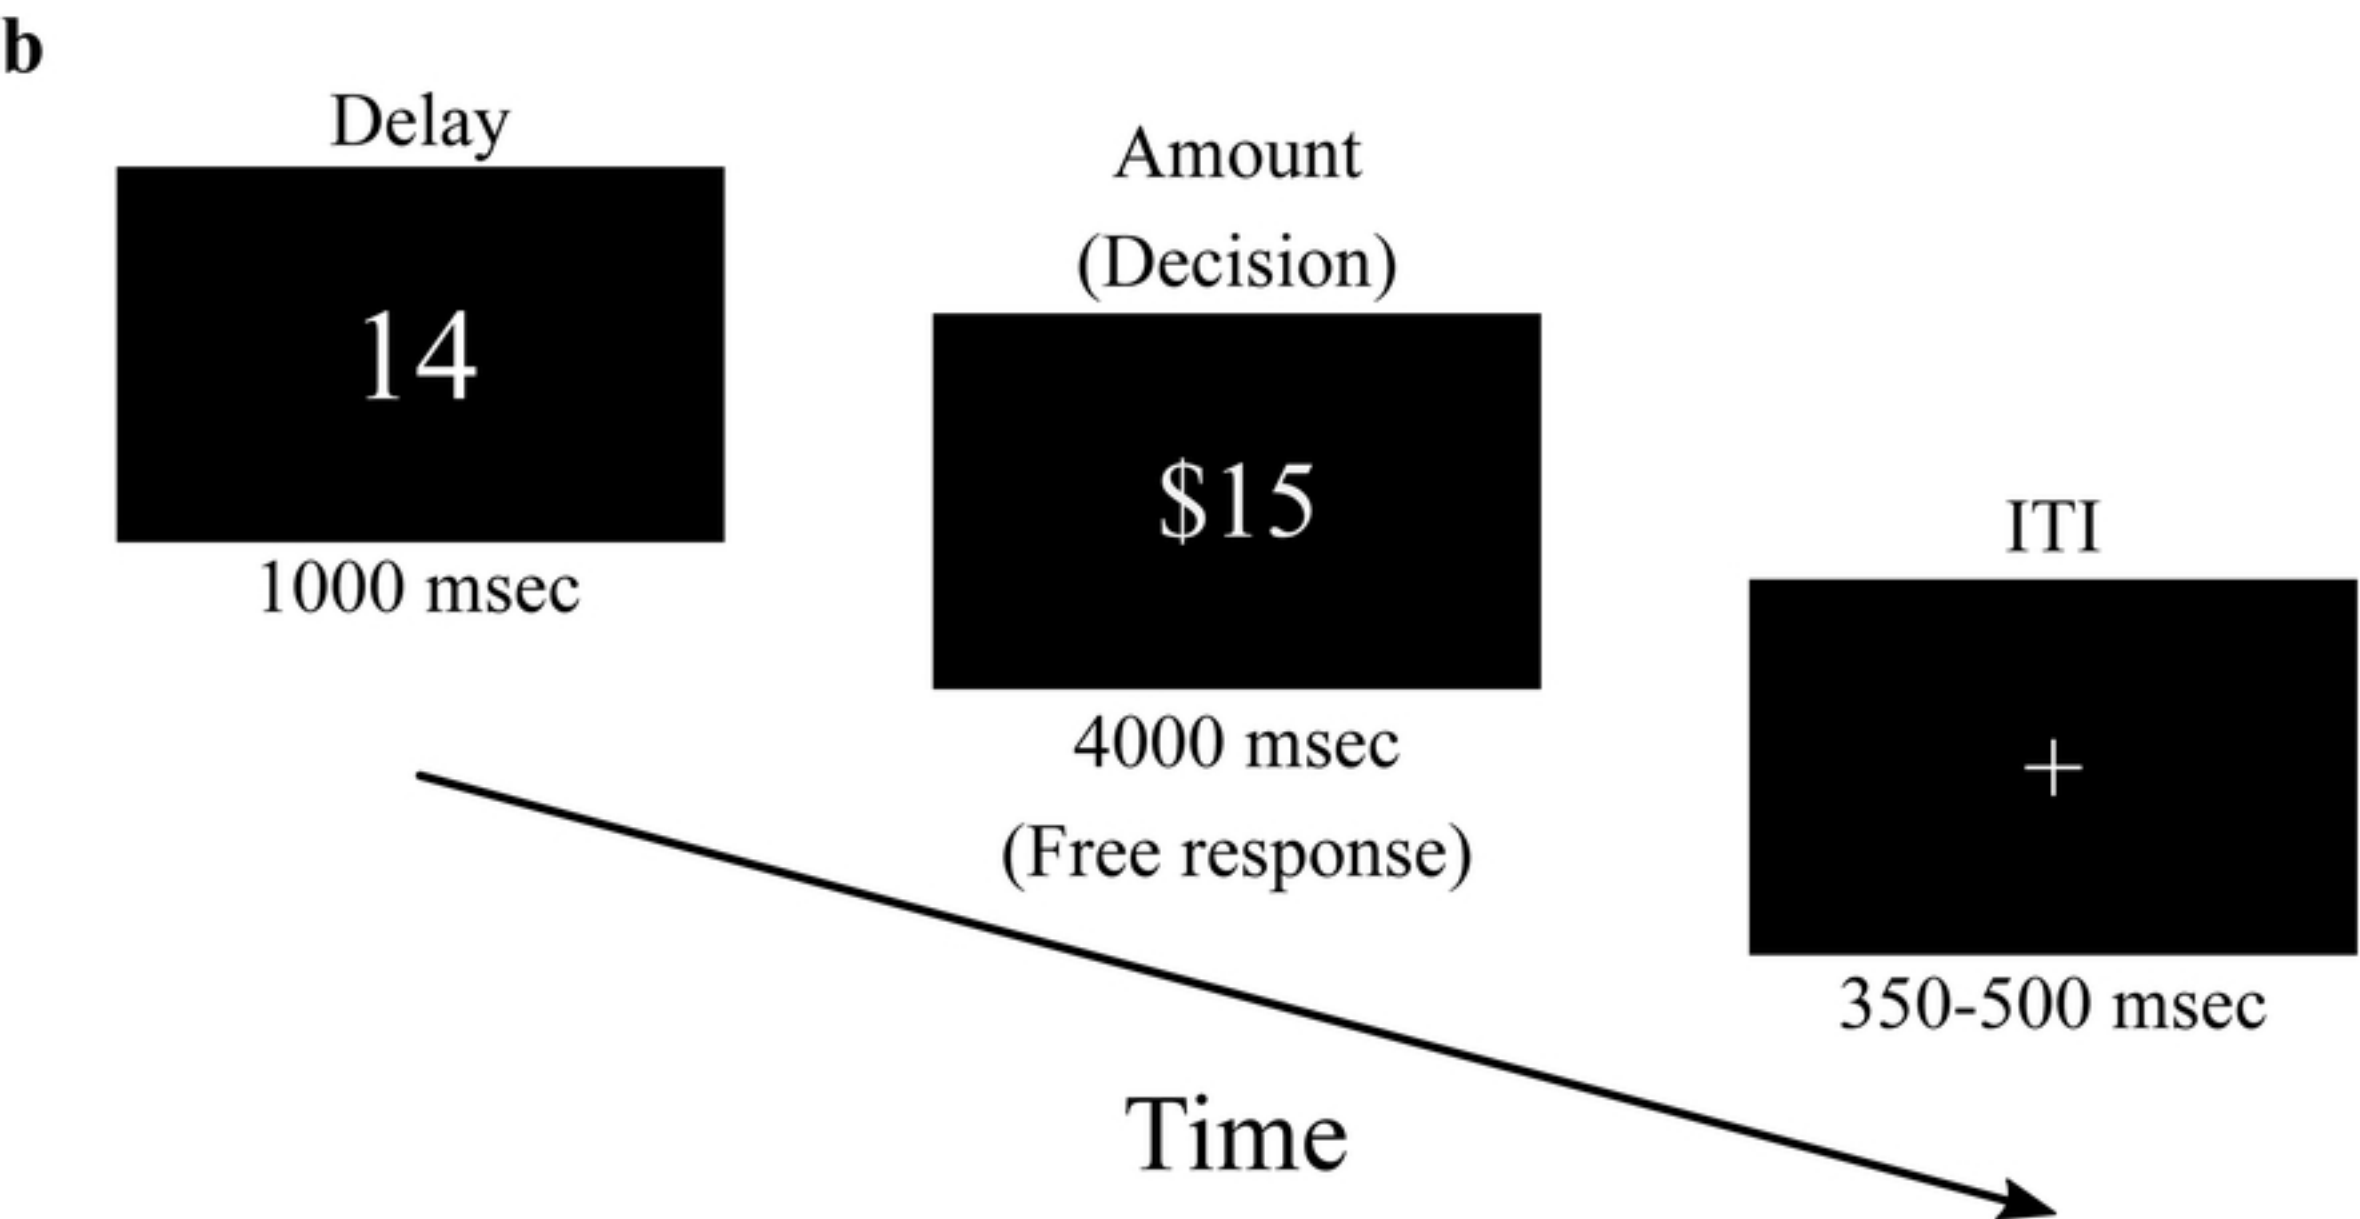 b
Delay
14
1000 msec
Amount
(Decision)
$15
4000 msec
(Free response)
ITI
+
350-500 msec
Time